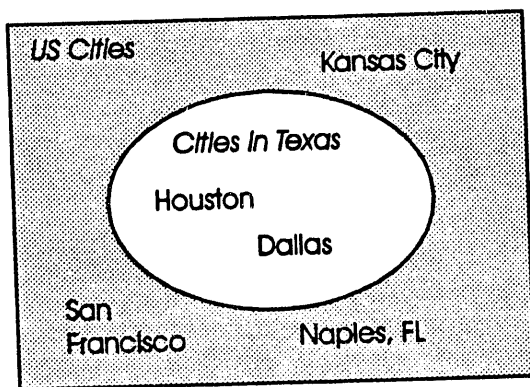 US Cities
Kansas City
Cities in Texas
Houston
Dallas
San
Francisco
Naples, FL